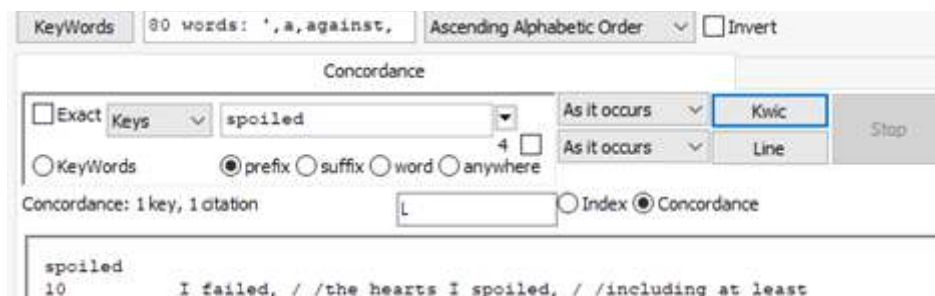 KeyWords 80 words: ',a,against, Ascending Alphabetic Order Invert
Concordance
Exact Keys spoiled As it occurs Kwic Stop
4 As it occurs Line
KeyWords prefix suffix word anywhere
Concordance: 1 key, 1 citation L Index Concordance
spoiled
10 I failed, / /the hearts I spoiled, / /including at least